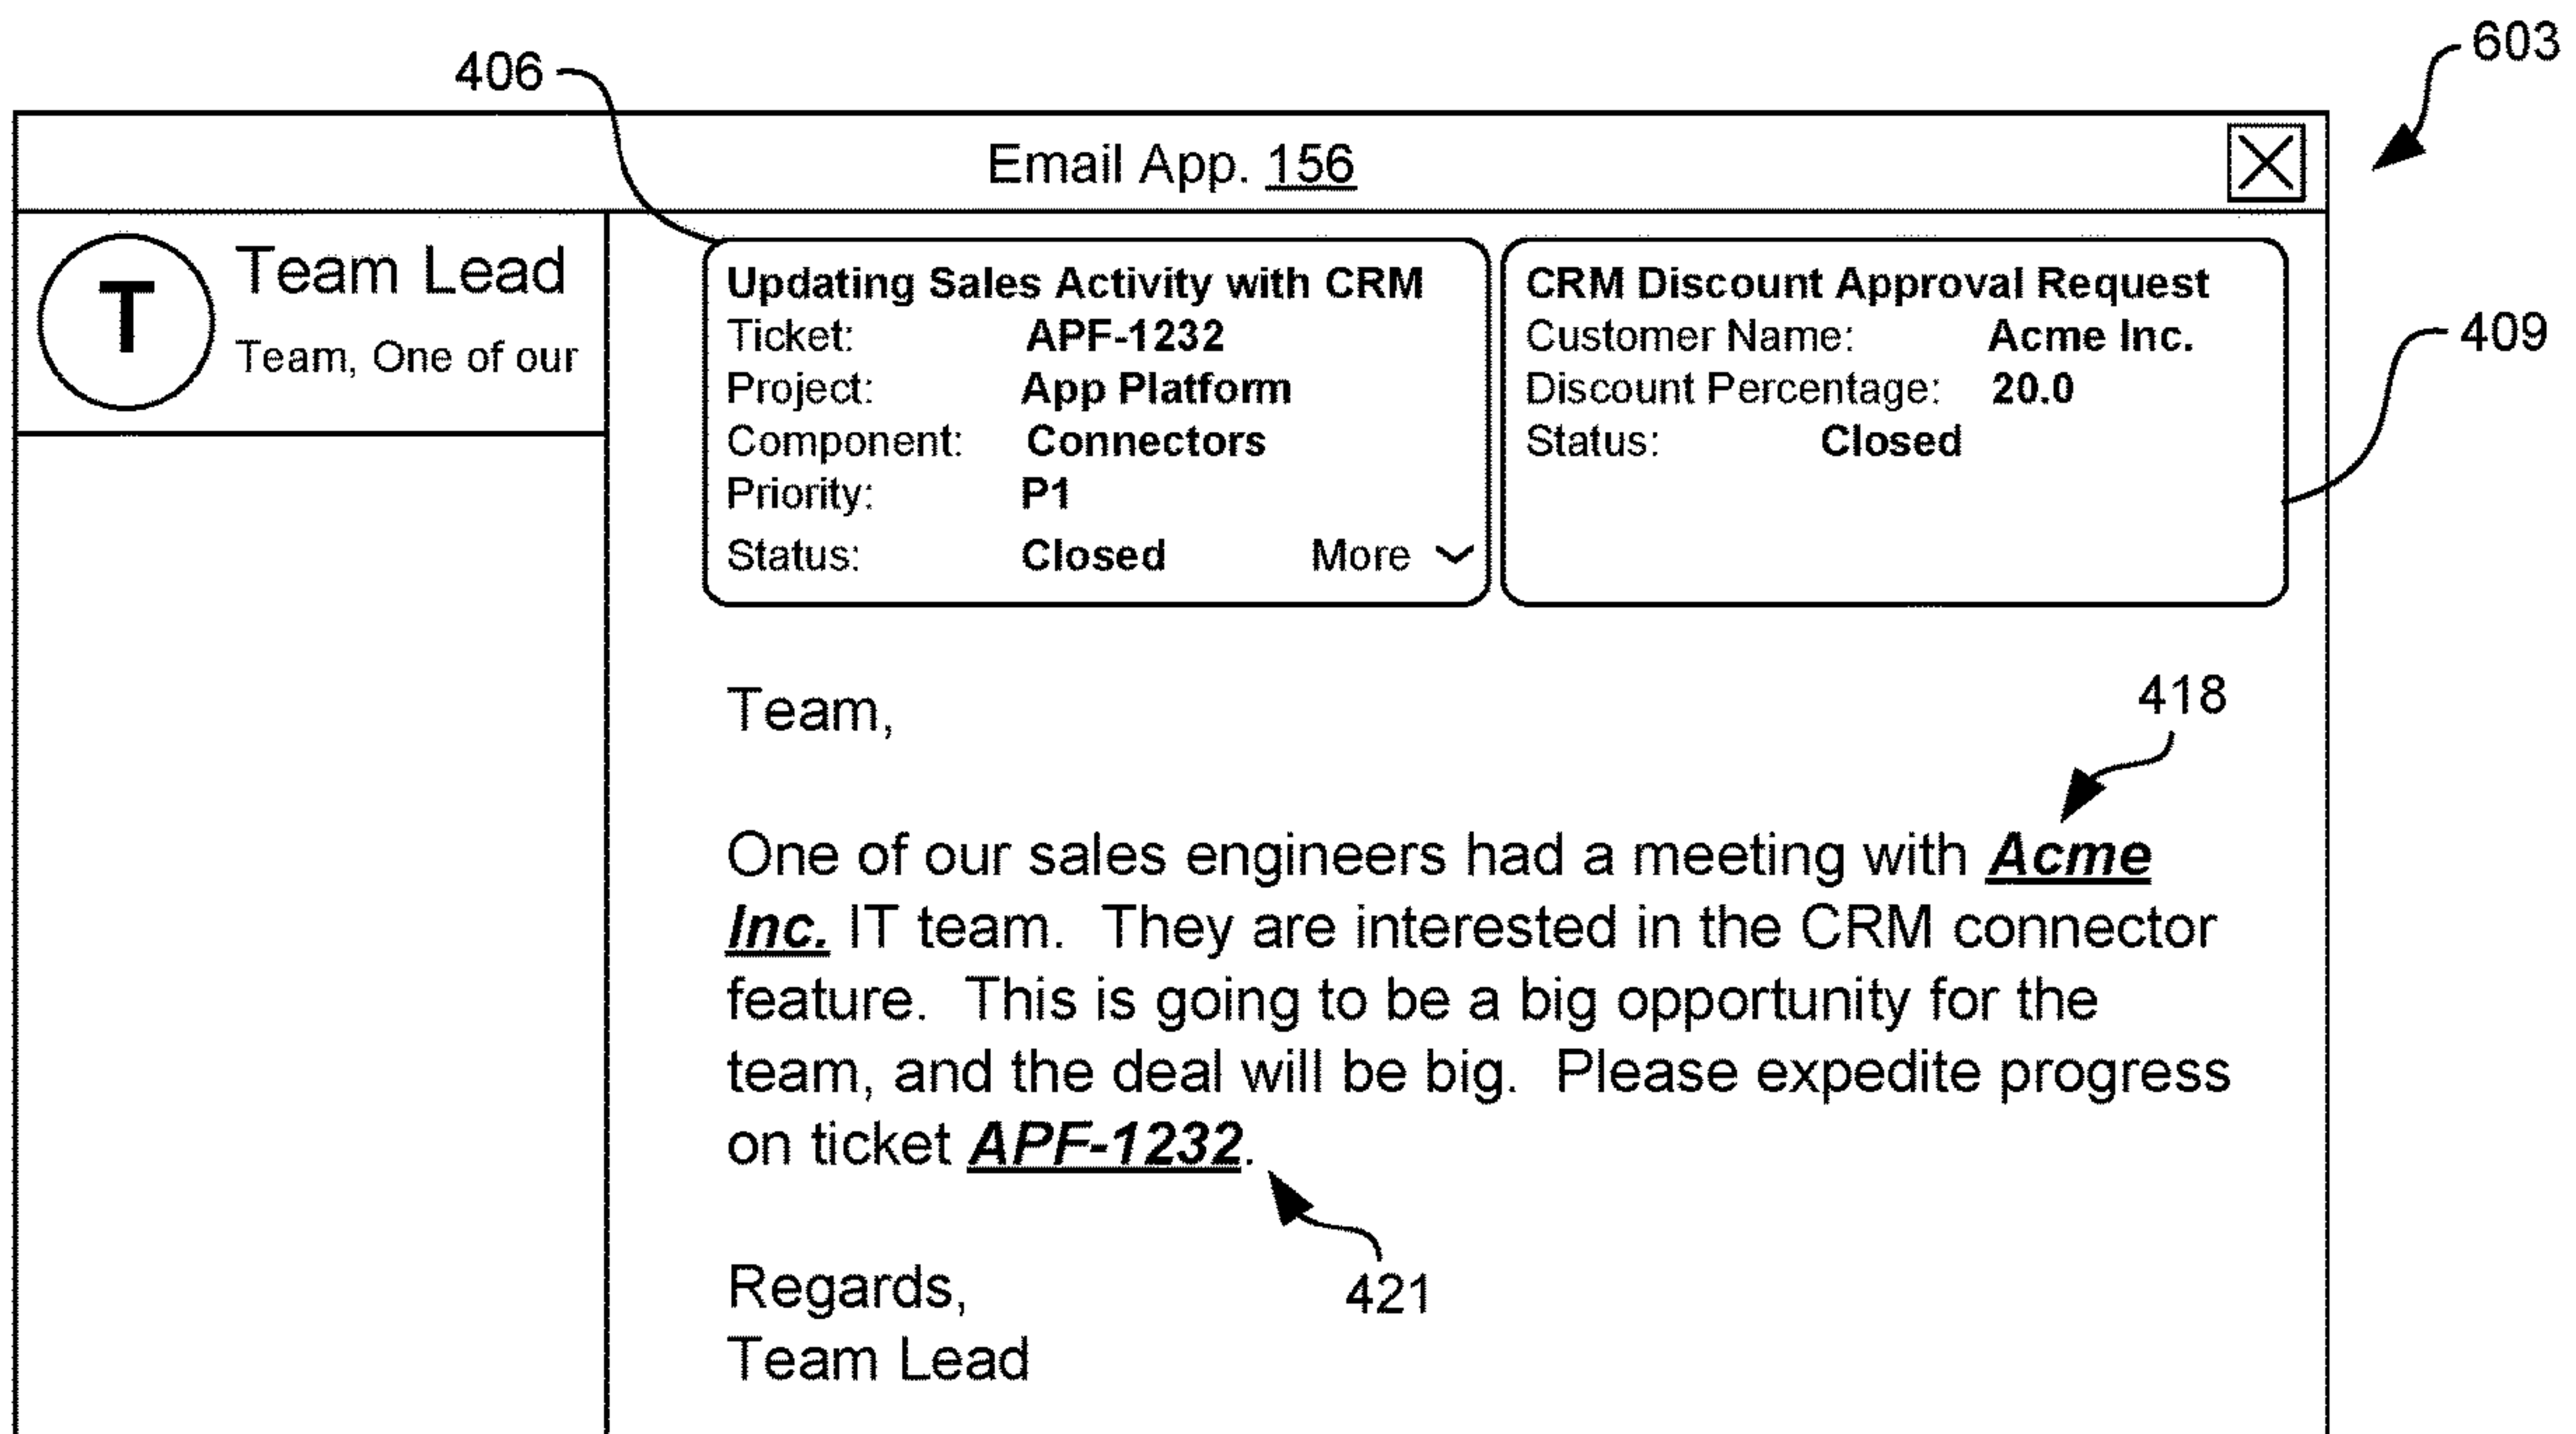 603
406
Email App. 156
T
Team Lead
Team, One of our
Updating Sales Activity with CRM
Ticket: APF-1232
Project: App Platform
Component: Connectors
Priority: P1
Status: Closed More
CRM Discount Approval Request
Customer Name: Acme Inc.
Discount Percentage: 20.0
Status: Closed
409
Team,
418
One of our sales engineers had a meeting with Acme
Inc. IT team. They are interested in the CRM connector
feature. This is going to be a big opportunity for the
team, and the deal will be big. Please expedite progress
on ticket APF-1232.
421
Regards,
Team Lead